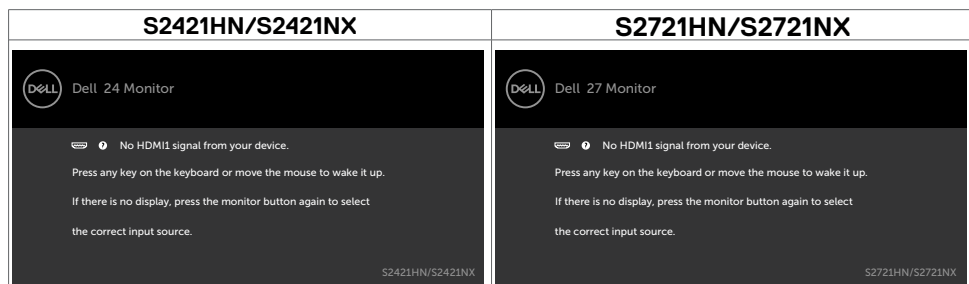 S2421HN/S2421NX
S2721HN/S2721NX
DELL Dell 24 Monitor
No HDMI1 signal from your device.
Press any key on the keyboard or move the mouse to wake it up.
If there is no display, press the monitor button again to select
the correct input source.
S2421HN/S2421NX
DELL Dell 27 Monitor
No HDMI1 signal from your device.
Press any key on the keyboard or move the mouse to wake it up.
If there is no display, press the monitor button again to select
the correct input source.
S2721HN/S2721NX